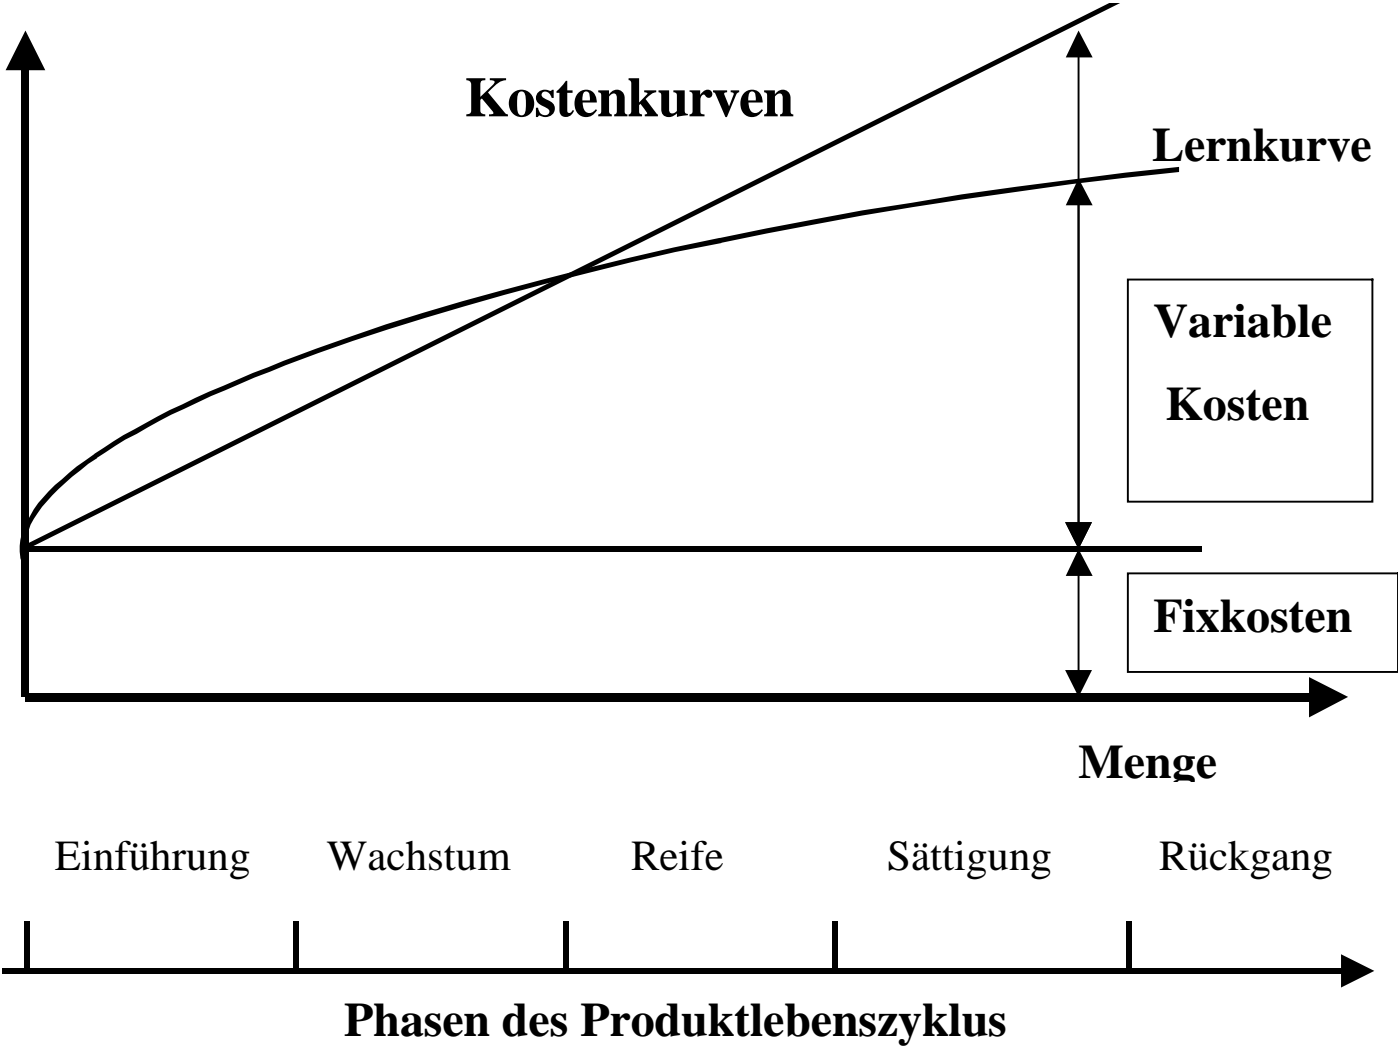 Kostenkurven
Lernkurve
Variable
Kosten
Fixkosten
Menge
Einführung Wachstum Reife Sättigung Rückgang
Phasen des Produktlebenszyklus